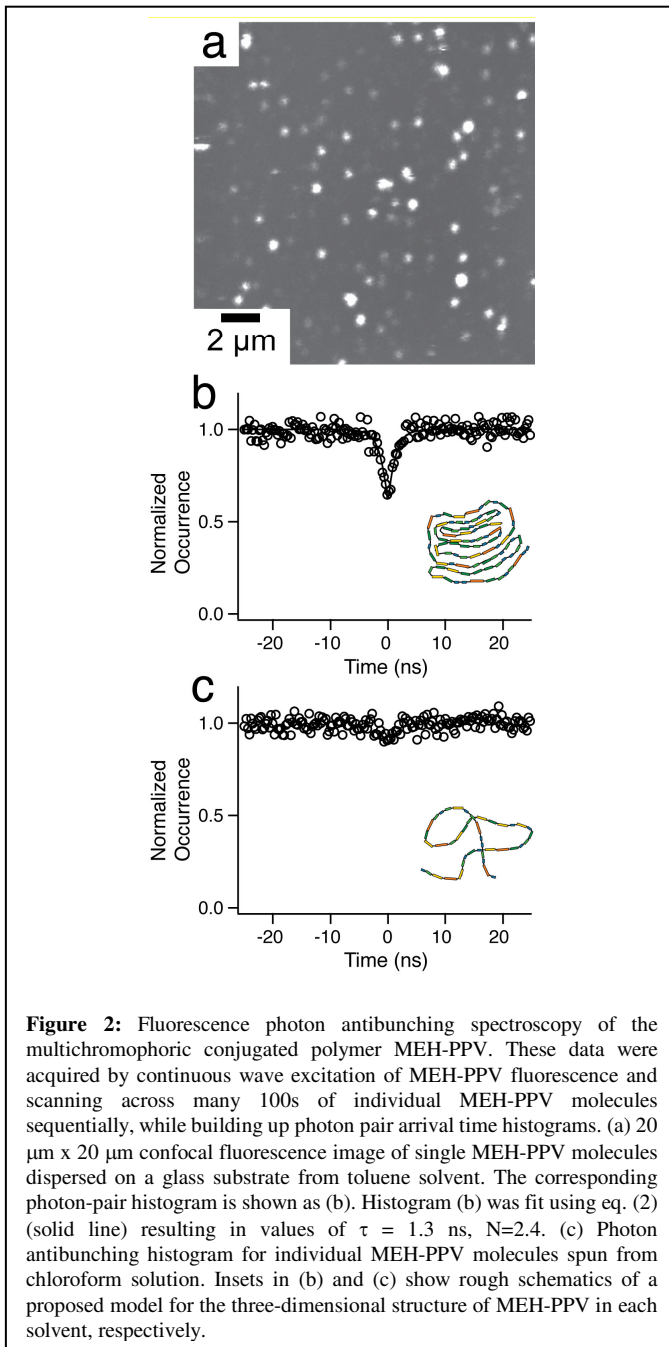 a
2 μm
b
1.0
Normalized
Occurrence
0.5
0.0
-20 -10 0 10 20
Time (ns)
c
1.0
Normalized
Occurrence
0.5
0.0
-20 -10 0 10 20
Time (ns)
Figure 2: Fluorescence photon antibunching spectroscopy of the
multichromophoric conjugated polymer MEH-PPV. These data were
acquired by continuous wave excitation of MEH-PPV fluorescence and
scanning across many 100s of individual MEH-PPV molecules
sequentially, while building up photon pair arrival time histograms. (a) 20
μm x 20 μm confocal fluorescence image of single MEH-PPV molecules
dispersed on a glass substrate from toluene solvent. The corresponding
photon-pair histogram is shown as (b). Histogram (b) was fit using eq. (2)
(solid line) resulting in values of τ = 1.3 ns, N=2.4. (c) Photon
antibunching histogram for individual MEH-PPV molecules spun from
chloroform solution. Insets in (b) and (c) show rough schematics of a
proposed model for the three-dimensional structure of MEH-PPV in each
solvent, respectively.